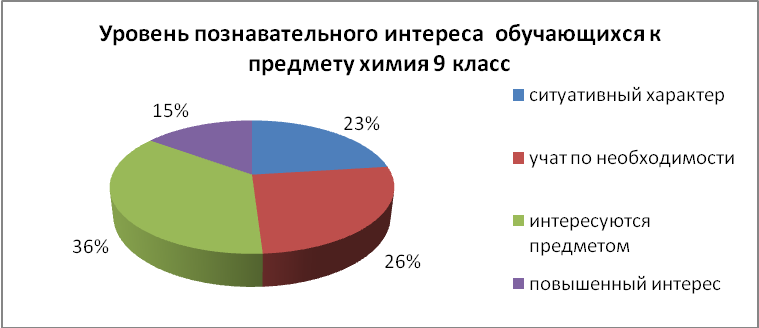 Уровень познавательного интереса обучающихся к
предмету химия 9 класс
15%
23%
36%
26%
ситуативный характер
учат по необходимости
интересуются
предметом
повышенный интерес